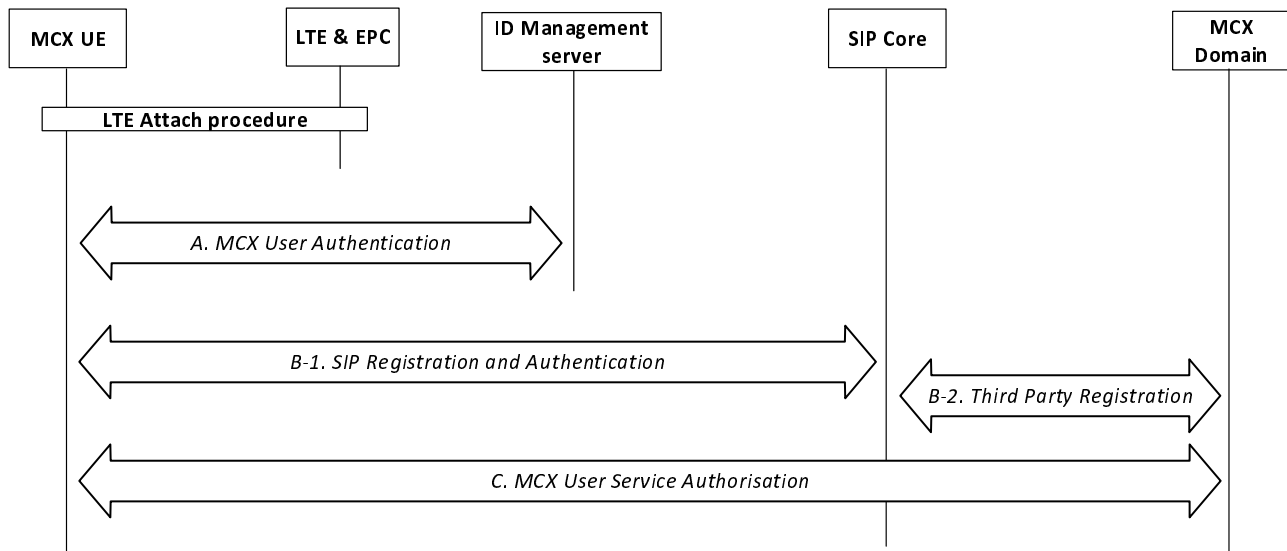 MCX UE
LTE & EPC
ID Management
server
SIP Core
MCX
Domain
LTE Attach procedure
A. MCX User Authentication
B-1. SIP Registration and Authentication
B-2. Third Party Registration
C. MCX User Service Authorisation